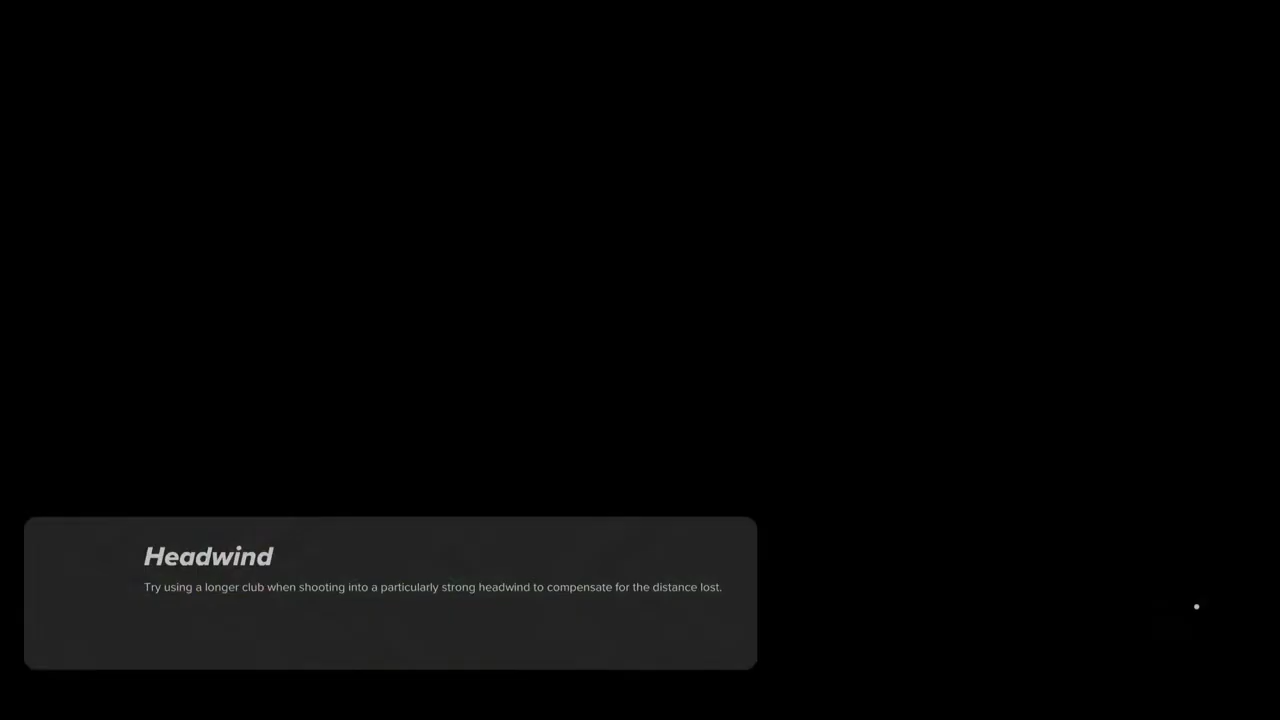 Headwind
Try using a longer club when shooting into a particularly strong headwind to compensate for the distance lost.